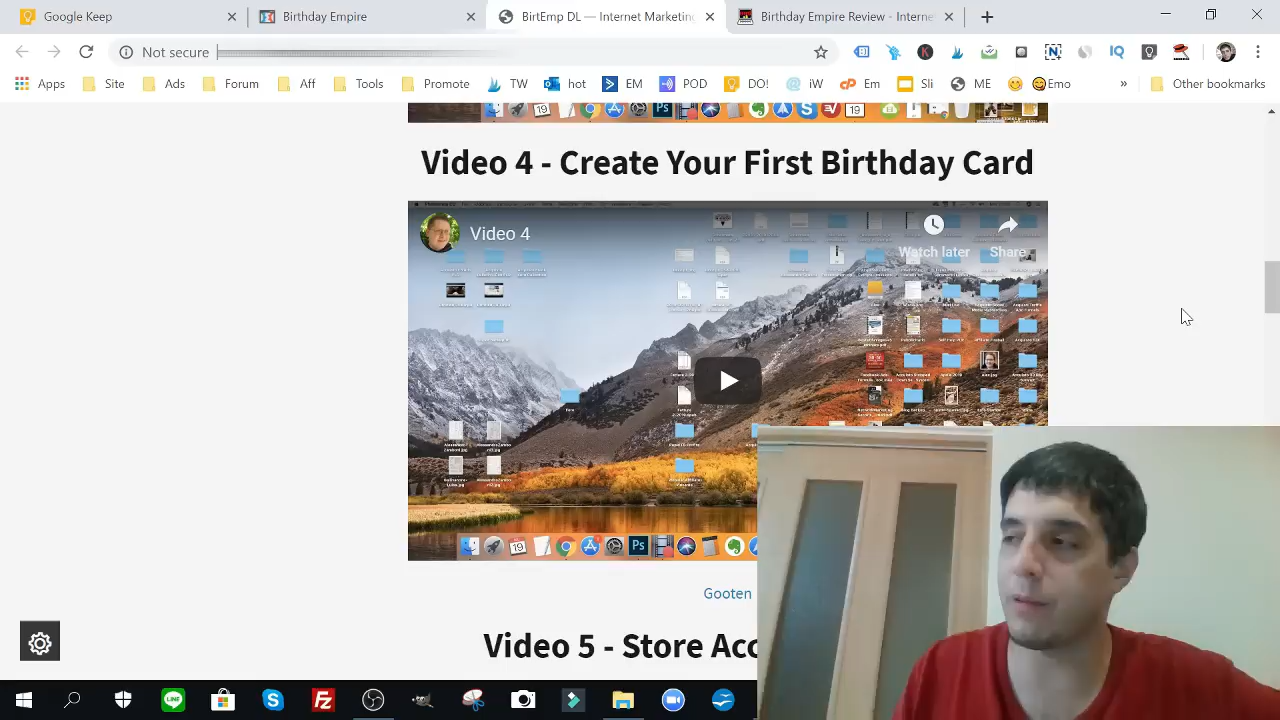 Google Keep
Birthday Empire
BirtEmp DL — Internet Marketing
Birthday Empire Review - Interne
Not secure
Apps
Site
Ads
Forum
Aff
Tools
Promote
TW
hot
EM
POD
DO!
iW
Em
Sli
ME
Emo
»
Other bookmarks
Video 4 - Create Your First Birthday Card
Video 4
Watch later
Share
Gooten
Video 5 - Store Acc